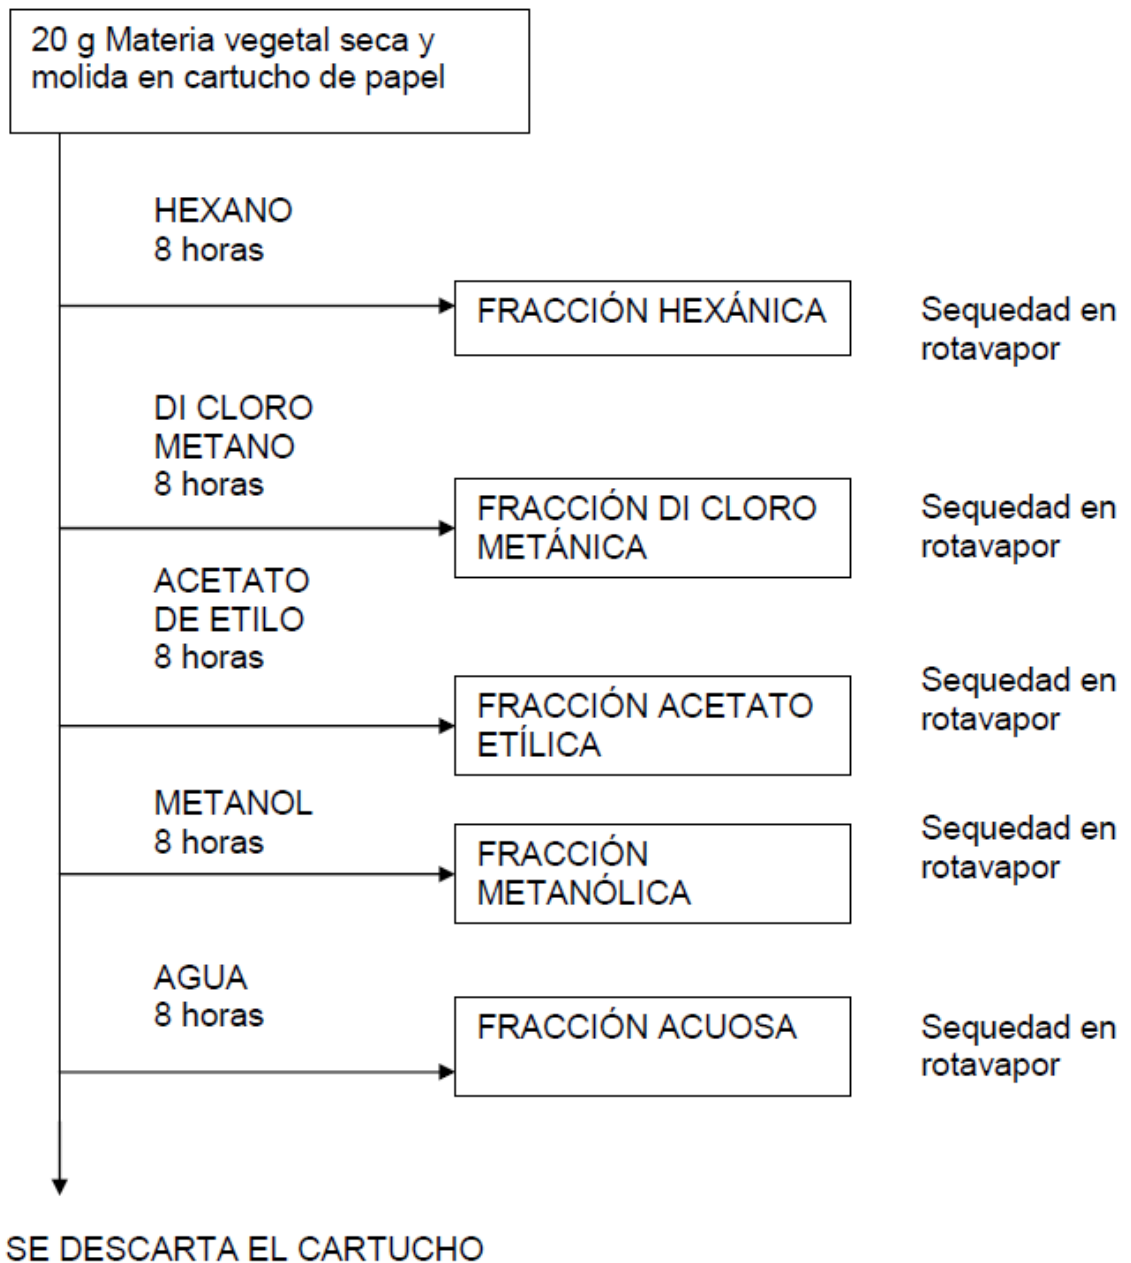 20 g Materia vegetal seca y
molida en cartucho de papel
HEXANO
8 horas
FRACCIÓN HEXÁNICA
Sequedad en
rotavapor
DI CLORO
METANO
8 horas
FRACCIÓN DI CLORO
METÁNICA
Sequedad en
rotavapor
ACETATO
DE ETILO
8 horas
FRACCIÓN ACETATO
ETÍLICA
Sequedad en
rotavapor
METANOL
8 horas
FRACCIÓN
METANÓLICA
Sequedad en
rotavapor
AGUA
8 horas
FRACCIÓN ACUOSA
Sequedad en
rotavapor
SE DESCARTA EL CARTUCHO